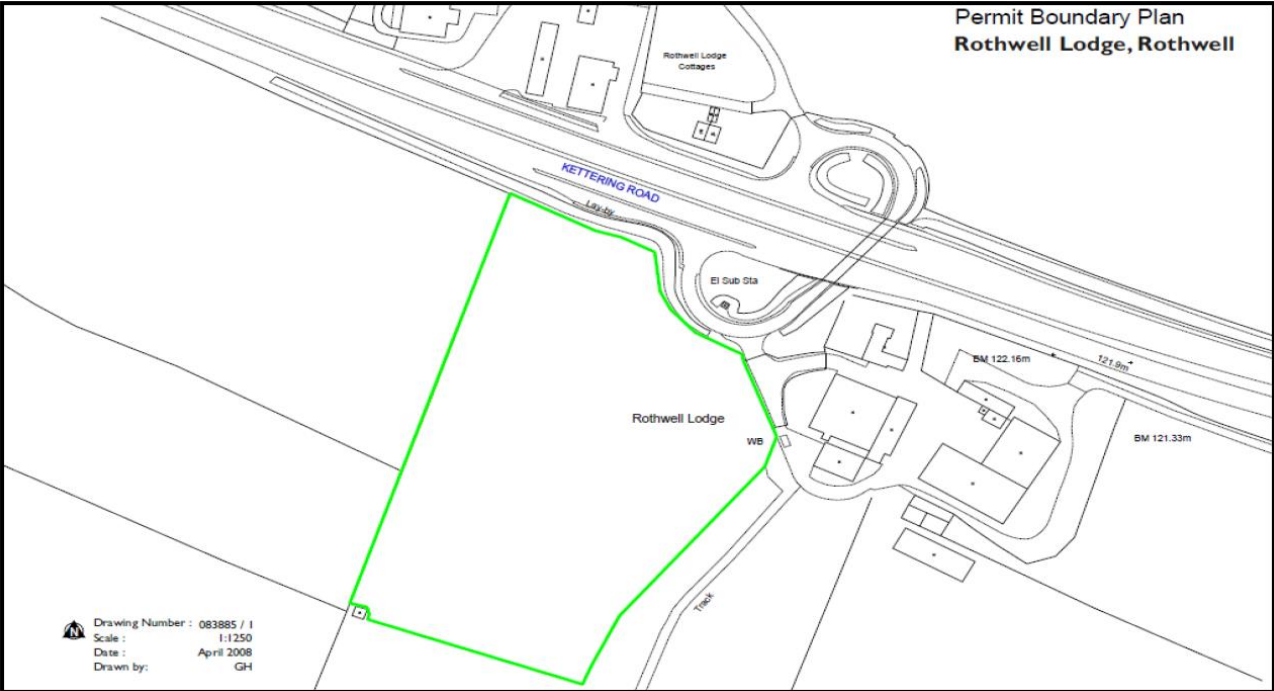 Permit Boundary Plan
Rothwell Lodge, Rothwell
Rothwell Lodge
Cottages
KETTERING ROAD
Lay-by
El Sub Sta
BM 122.16m
121.9m
Rothwell Lodge
WB
BM 121.33m
Track
N
Drawing Number : 083885 / 1
Scale : 1:1250
Date : April 2008
Drawn by: GH